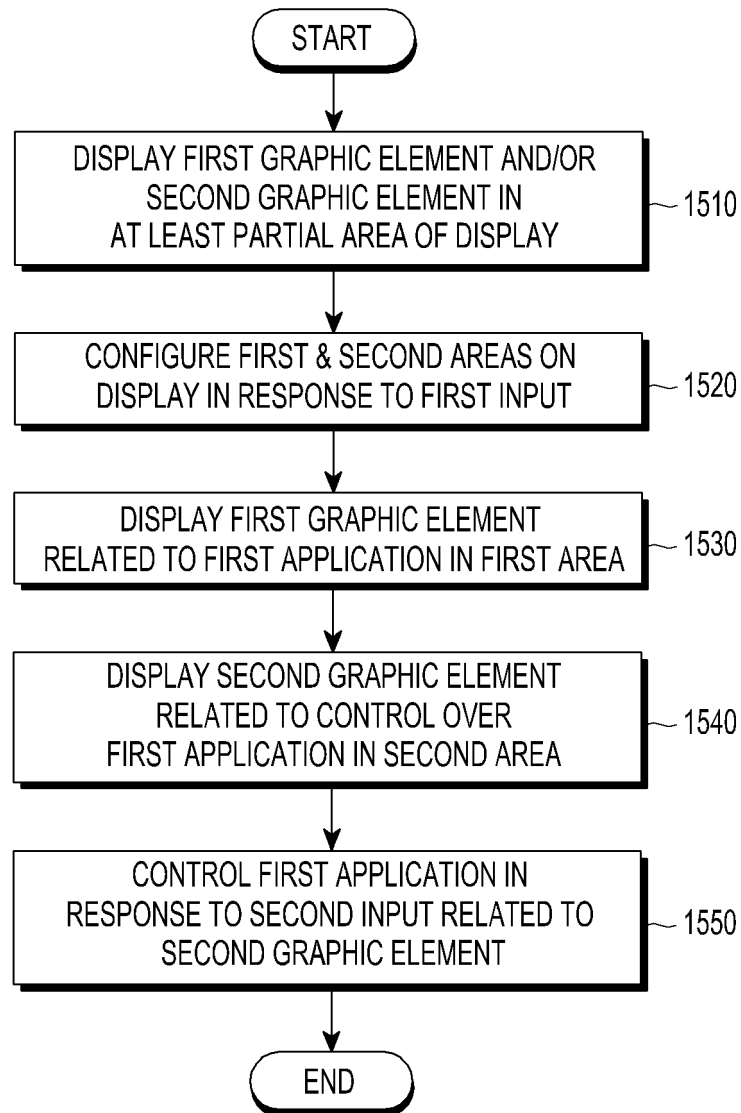 START
DISPLAY FIRST GRAPHIC ELEMENT AND/OR
SECOND GRAPHIC ELEMENT IN
AT LEAST PARTIAL AREA OF DISPLAY
1510
CONFIGURE FIRST & SECOND AREAS ON
DISPLAY IN RESPONSE TO FIRST INPUT
1520
DISPLAY FIRST GRAPHIC ELEMENT
RELATED TO FIRST APPLICATION IN FIRST AREA
1530
DISPLAY SECOND GRAPHIC ELEMENT
RELATED TO CONTROL OVER
FIRST APPLICATION IN SECOND AREA
1540
CONTROL FIRST APPLICATION IN
RESPONSE TO SECOND INPUT RELATED TO
SECOND GRAPHIC ELEMENT
1550
END